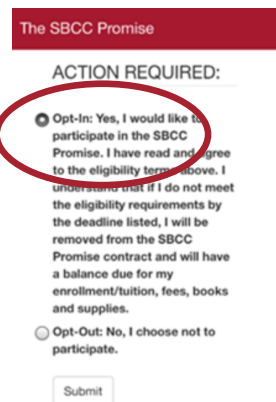 The SBCC Promise
ACTION REQUIRED:
Opt-In: Yes, I would like to
participate in the SBCC
Promise. I have read and agree
to the eligibility terms above. I
understand that if I do not meet
the eligibility requirements by
the deadline listed, I will be
removed from the SBCC
Promise contract and will have
a balance due for my
enrollment/tuition, fees, books
and supplies.
Opt-Out: No, I choose not to
participate.
Submit